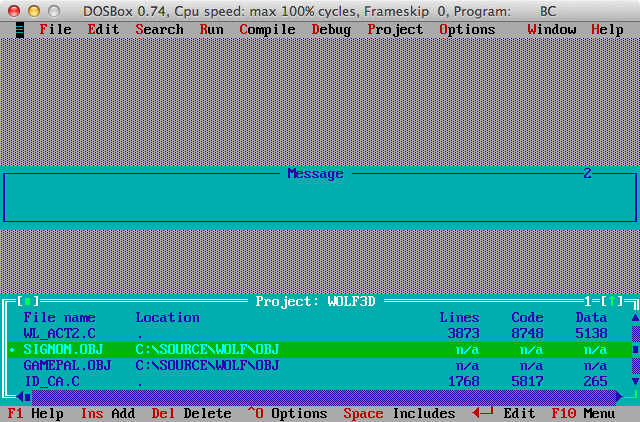 DOSBox 0.74, Cpu speed: max 100% cycles, Frameskip 0, Program: BC
≡ File Edit Search Run Compile Debug Project Options Window Help
Message 2
[■] Project: WOLF3D 1=[↑]
File name Location Lines Code Data
WL_ACT2.C . 3873 8748 5138
• SIGNON.OBJ C:\SOURCE\WOLF\OBJ n/a n/a n/a
GAMEPAL.OBJ C:\SOURCE\WOLF\OBJ n/a n/a n/a
ID_CA.C . 1768 5817 265
F1 Help Ins Add Del Delete ^O Options Space Includes ◄┘ Edit F10 Menu